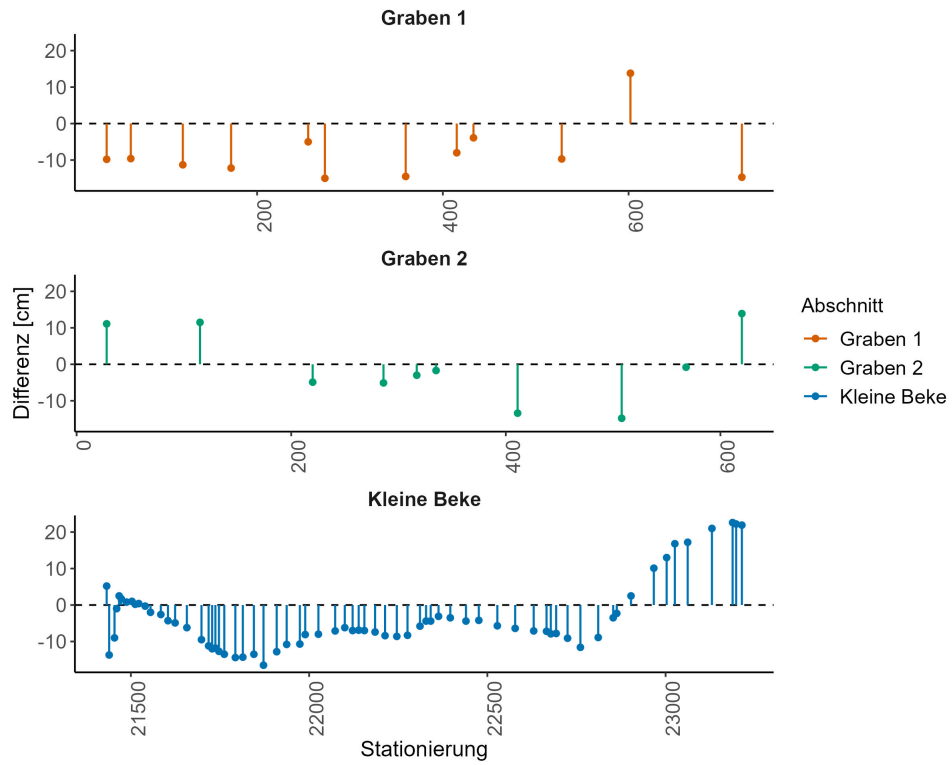 Graben 1
20
10
0
-10
200
400
600
Graben 2
20
10
0
-10
0
200
400
600
Differenz [cm]
Abschnitt
Graben 1
Graben 2
Kleine Beke
Kleine Beke
20
10
0
-10
21500
22000
22500
23000
Stationierung